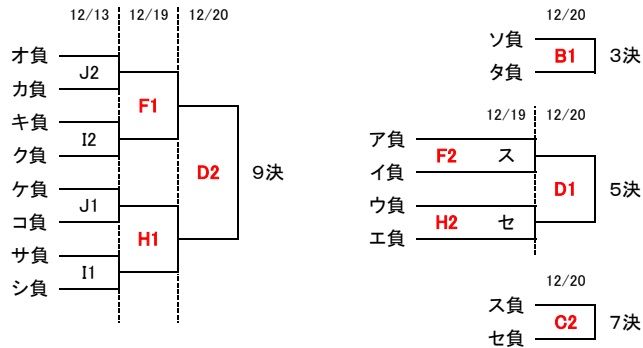 12/13 12/19 12/20
オ負
J2
カ負
F1
キ負
I2
ク負
D2 9決
ケ負
J1
コ負
H1
サ負
I1
シ負
12/20
ソ負
B1 3決
タ負
12/19 12/20
ア負
F2 ス
イ負
D1 5決
ウ負
H2 セ
エ負
12/20
ス負
C2 7決
セ負